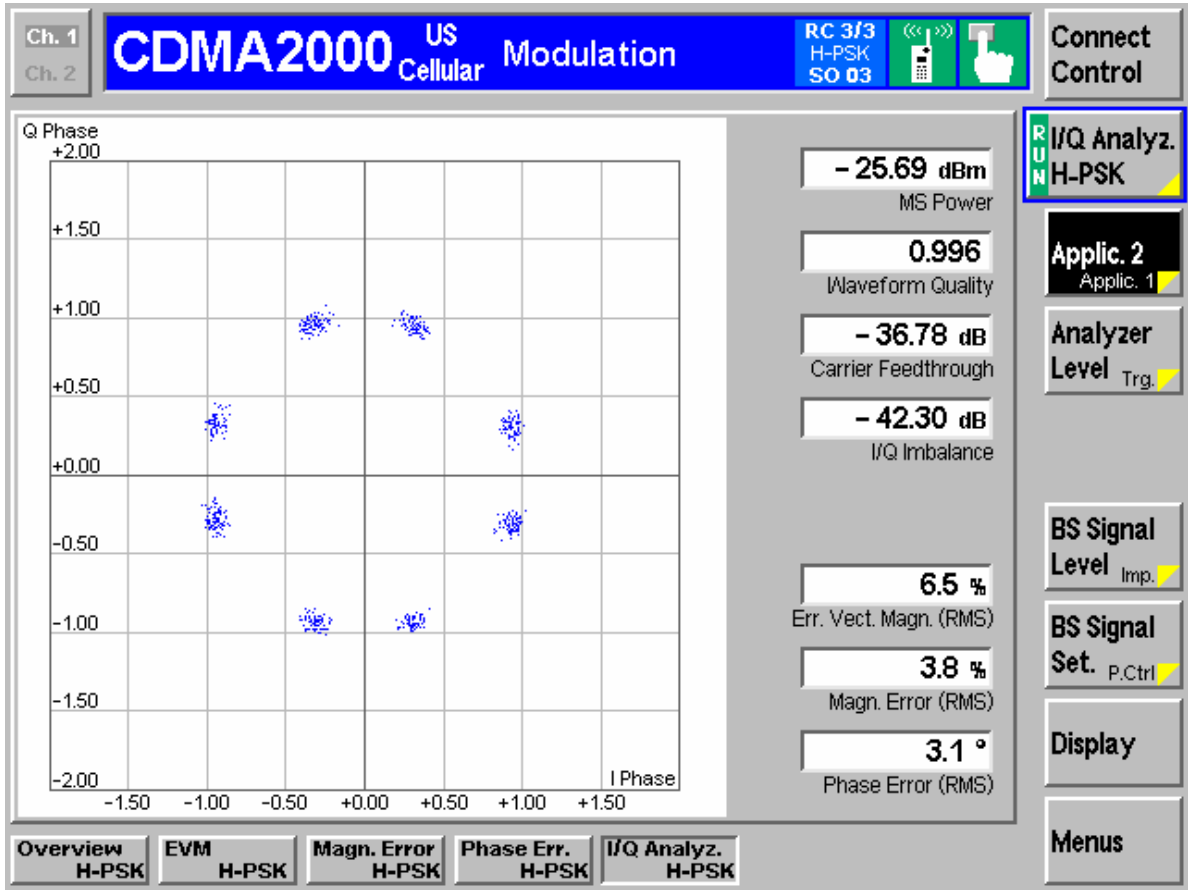 Ch. 1
Ch. 2
CDMA2000 US Cellular Modulation
RC 3/3
H-PSK
SO 03
Connect
Control
Q Phase
+2.00
+1.50
+1.00
+0.50
+0.00
-0.50
-1.00
-1.50
-2.00
I Phase
-1.50 -1.00 -0.50 +0.00 +0.50 +1.00 +1.50
- 25.69 dBm
MS Power
0.996
Waveform Quality
- 36.78 dB
Carrier Feedthrough
- 42.30 dB
I/Q Imbalance
6.5 %
Err. Vect. Magn. (RMS)
3.8 %
Magn. Error (RMS)
3.1 °
Phase Error (RMS)
RUN
I/Q Analyz.
H-PSK
Applic. 2
Applic. 1
Analyzer
Level Trg.
BS Signal
Level Imp.
BS Signal
Set. P.Ctrl
Display
Menus
Overview
H-PSK
EVM
H-PSK
Magn. Error
H-PSK
Phase Err.
H-PSK
I/Q Analyz.
H-PSK